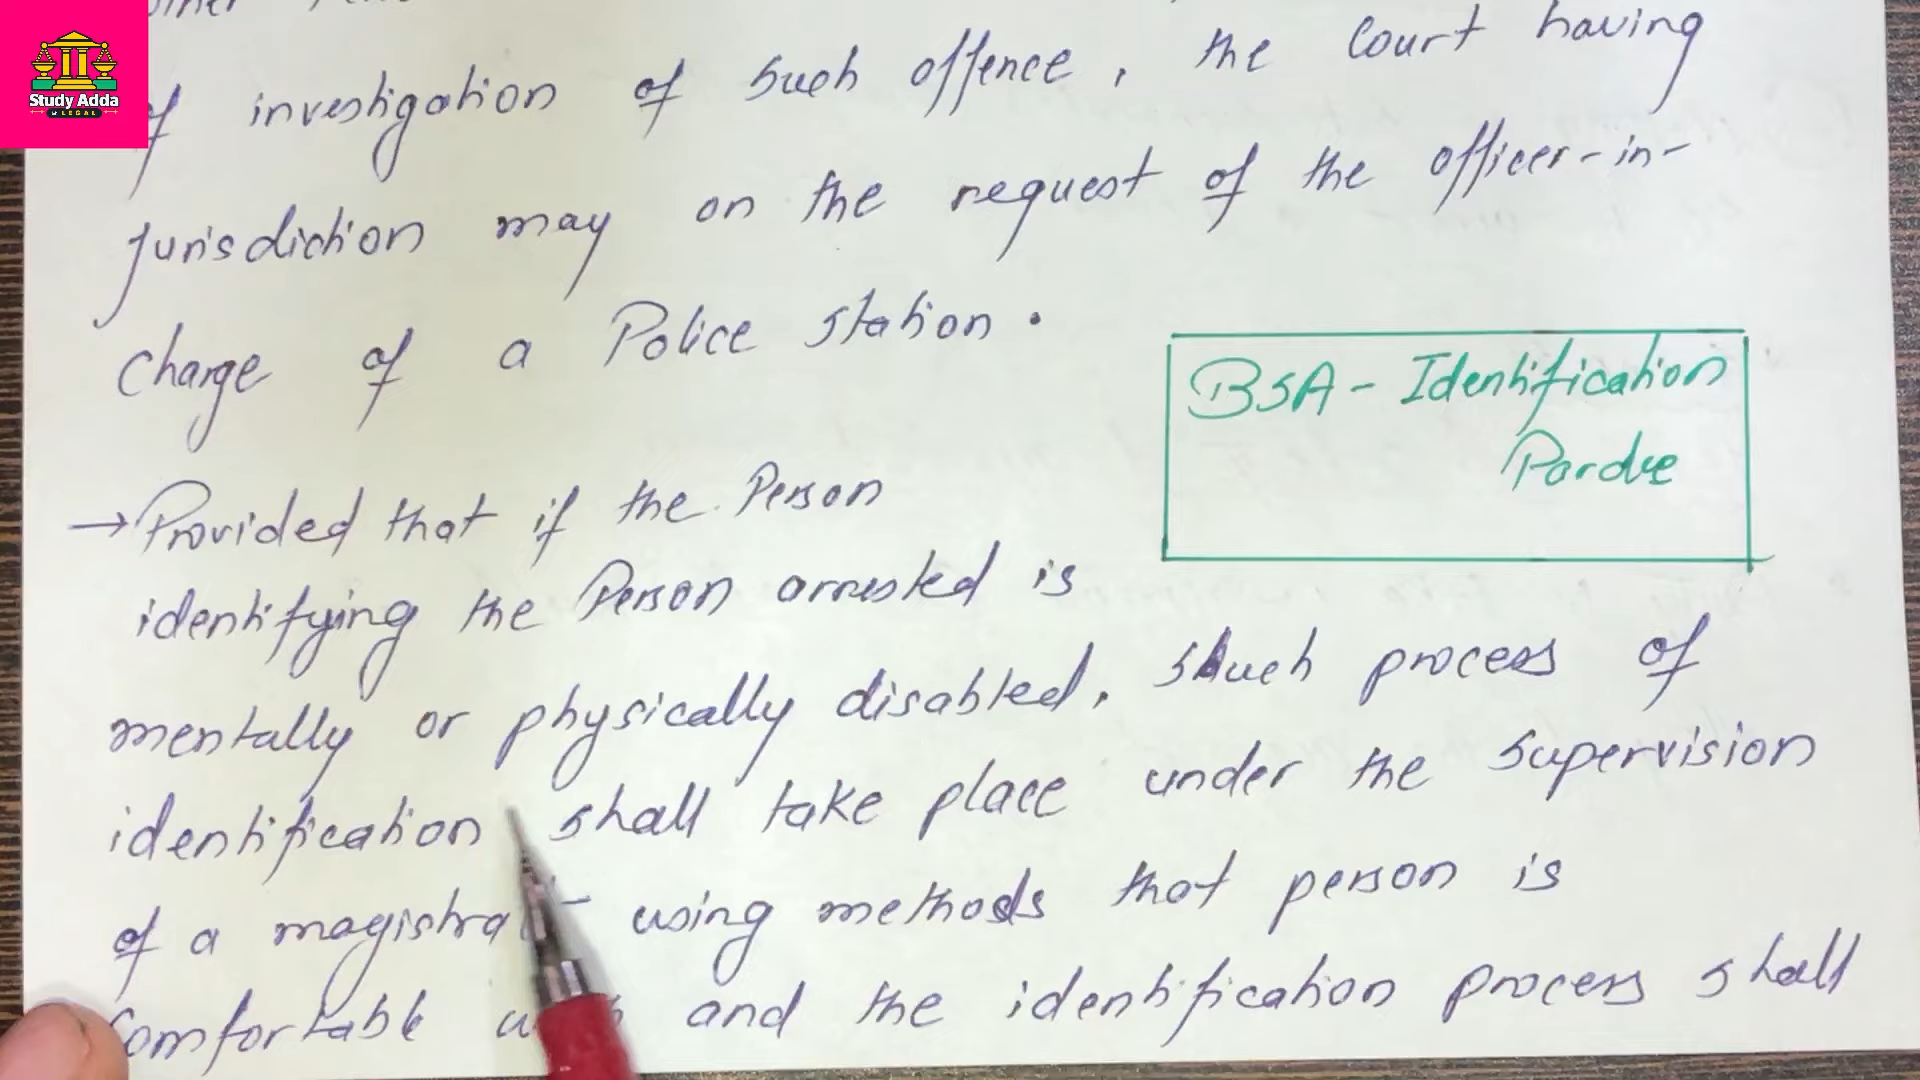 Study Adda
LEGAL
of investigation of such offence, the Court having
jurisdiction may on the request of the officer-in-
charge of a Police station.
BSA - Identification
Pardue
→ Provided that if the Person
identifying the Person arrested is
mentally or physically disabled, such process of
identification shall take place under the supervision
of a magistrate using methods that person is
comfortable with and the identification process shall